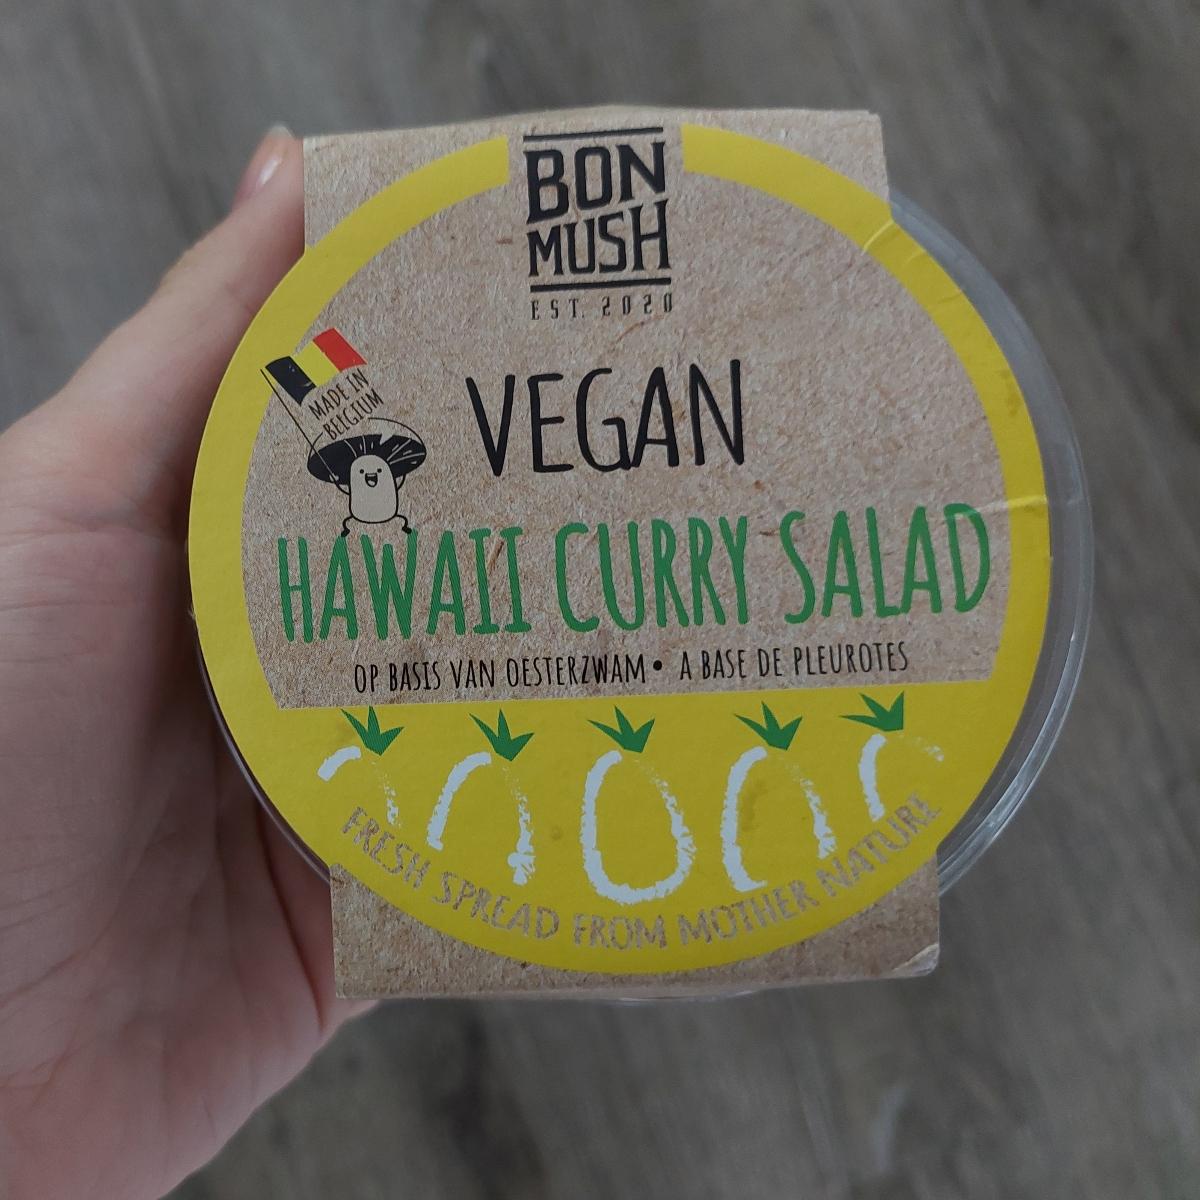 BON
MUSH
EST. 2020
MADE IN
BELGIUM
VEGAN
HAWAII CURRY SALAD
OP BASIS VAN OESTERZWAM • A BASE DE PLEUROTES
FRESH SPREAD FROM MOTHER NATURE